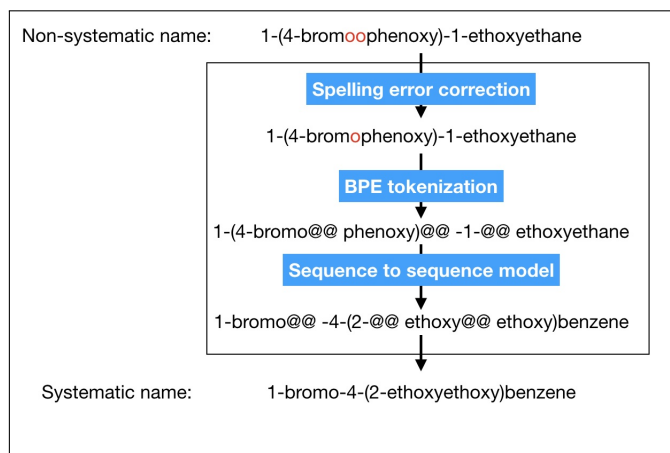 Non-systematic name: 1-(4-bromoophenoxy)-1-ethoxyethane
Spelling error correction
1-(4-bromophenoxy)-1-ethoxyethane
BPE tokenization
1-(4-bromo@@ phenoxy)@@ -1-@@ ethoxyethane
Sequence to sequence model
1-bromo@@ -4-(2-@@ ethoxy@@ ethoxy)benzene
Systematic name: 1-bromo-4-(2-ethoxyethoxy)benzene